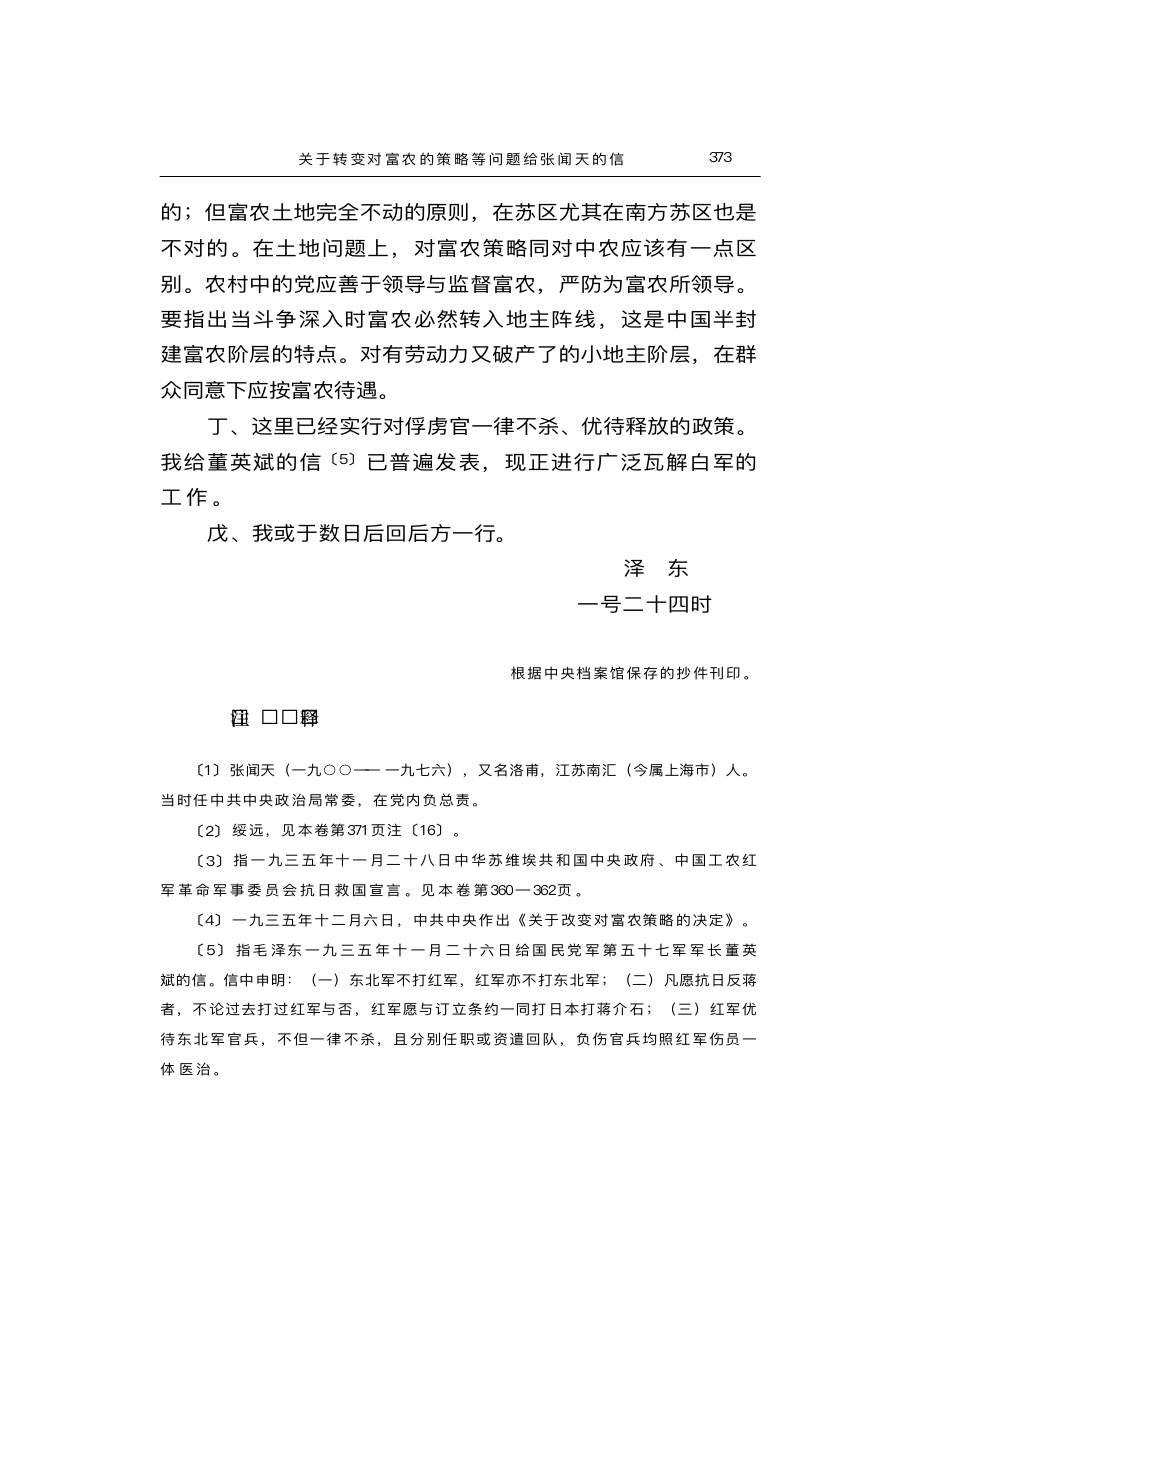 关于转变对富农的策略等问题给张闻天的信 373
的；但富农土地完全不动的原则，在苏区尤其在南方苏区也是
不对的。在土地问题上，对富农策略同对中农应该有一点区
别。农村中的党应善于领导与监督富农，严防为富农所领导。
要指出当斗争深入时富农必然转入地主阵线，这是中国半封
建富农阶层的特点。对有劳动力又破产了的小地主阶层，在群
众同意下应按富农待遇。
丁、这里已经实行对俘虏官一律不杀、优待释放的政策。
我给董英斌的信〔5〕已普遍发表，现正进行广泛瓦解白军的
工作。
戊、我或于数日后回后方一行。
泽 东
一号二十四时
根据中央档案馆保存的抄件刊印。
注 □□释
〔1〕张闻天（一九○○—— 一九七六），又名洛甫，江苏南汇（今属上海市）人。
当时任中共中央政治局常委，在党内负总责。
〔2〕绥远，见本卷第371页注〔16〕。
〔3〕指一九三五年十一月二十八日中华苏维埃共和国中央政府、中国工农红
军革命军事委员会抗日救国宣言。见本卷第360—362页。
〔4〕一九三五年十二月六日，中共中央作出《关于改变对富农策略的决定》。
〔5〕指毛泽东一九三五年十一月二十六日给国民党军第五十七军军长董英
斌的信。信中申明：（一）东北军不打红军，红军亦不打东北军；（二）凡愿抗日反蒋
者，不论过去打过红军与否，红军愿与订立条约一同打日本打蒋介石；（三）红军优
待东北军官兵，不但一律不杀，且分别任职或资遣回队，负伤官兵均照红军伤员一
体医治。